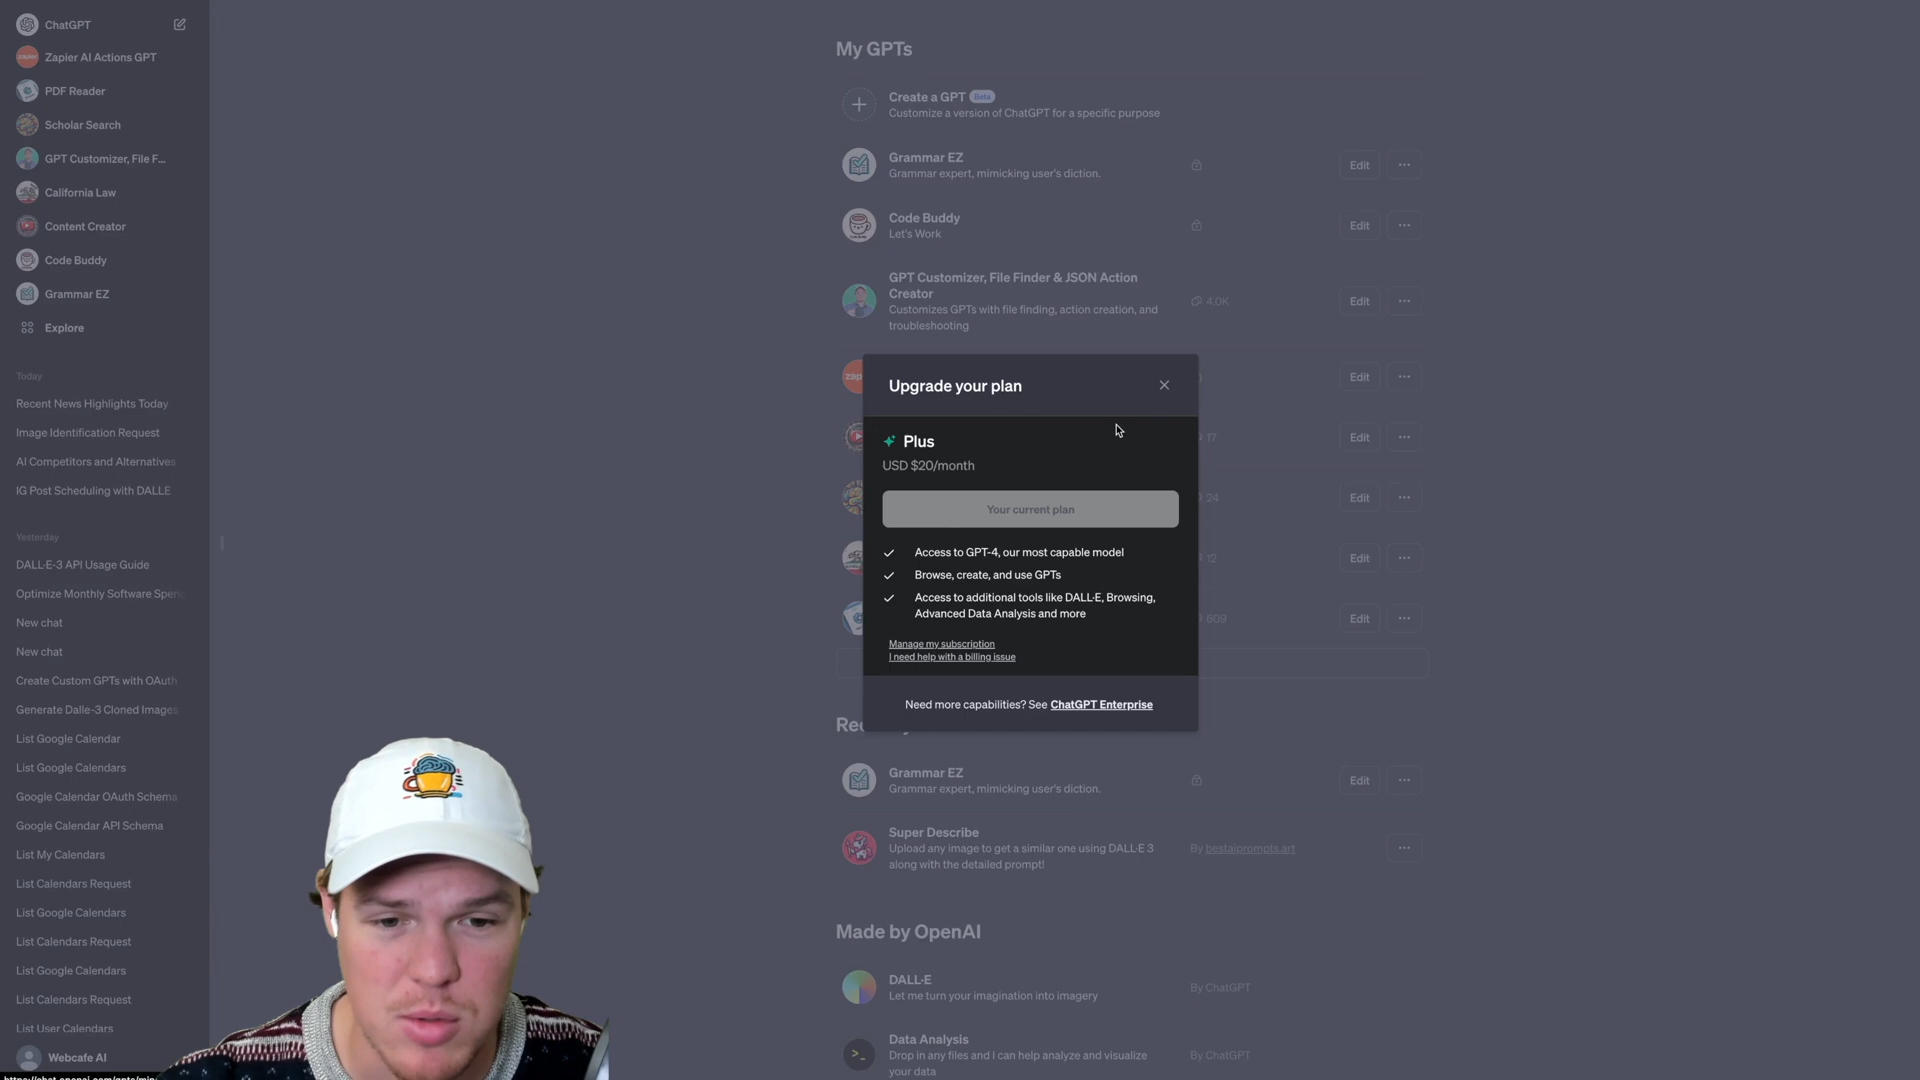 ChatGPT
Zapier AI Actions GPT
PDF Reader
Scholar Search
GPT Customizer, File F...
California Law
Content Creator
Code Buddy
Grammar EZ
Explore
Today
Recent News Highlights Today
Image Identification Request
AI Competitors and Alternatives
IG Post Scheduling with DALLE
Yesterday
DALL·E-3 API Usage Guide
Optimize Monthly Software Spen
New chat
New chat
Create Custom GPTs with OAuth
Generate Dalle-3 Cloned Images
List Google Calendar
List Google Calendars
Google Calendar OAuth Schema
Google Calendar API Schema
List My Calendars
List Calendars Request
List Google Calendars
List Calendars Request
List Google Calendars
List Calendars Request
List User Calendars
Webcafe AI
My GPTs
Create a GPT Beta
Customize a version of ChatGPT for a specific purpose
Grammar EZ
Grammar expert, mimicking user's diction.
Edit
Code Buddy
Let's Work
Edit
GPT Customizer, File Finder & JSON Action
Creator
Customizes GPTs with file finding, action creation, and
troubleshooting
4.0K
Edit
zap
Edit
17
Edit
24
Edit
12
Edit
609
Edit
Upgrade your plan
Plus
USD $20/month
Your current plan
Access to GPT-4, our most capable model
Browse, create, and use GPTs
Access to additional tools like DALL·E, Browsing,
Advanced Data Analysis and more
Manage my subscription
I need help with a billing issue
Need more capabilities? See ChatGPT Enterprise
Grammar EZ
Grammar expert, mimicking user's diction.
Edit
Super Describe
Upload any image to get a similar one using DALL·E 3
along with the detailed prompt!
By bestaiprompts.art
Made by OpenAI
DALL·E
Let me turn your imagination into imagery
By ChatGPT
Data Analysis
Drop in any files and I can help analyze and visualize
your data
By ChatGPT